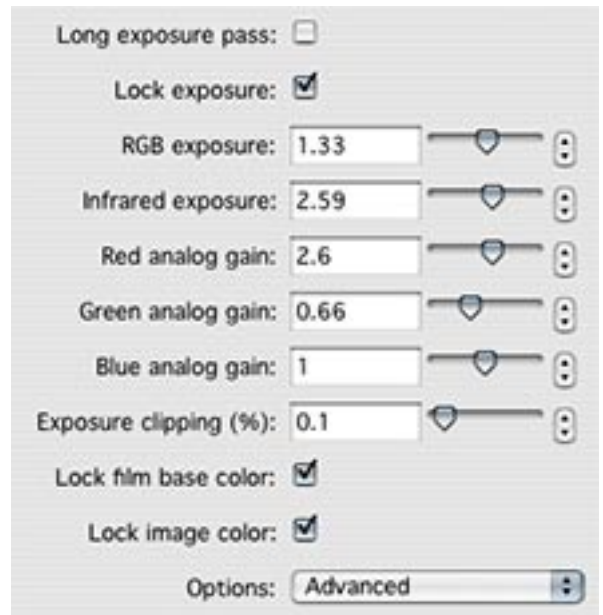 Long exposure pass:
Lock exposure:
RGB exposure: 1.33
Infrared exposure: 2.59
Red analog gain: 2.6
Green analog gain: 0.66
Blue analog gain: 1
Exposure clipping (%): 0.1
Lock film base color:
Lock image color:
Options: Advanced